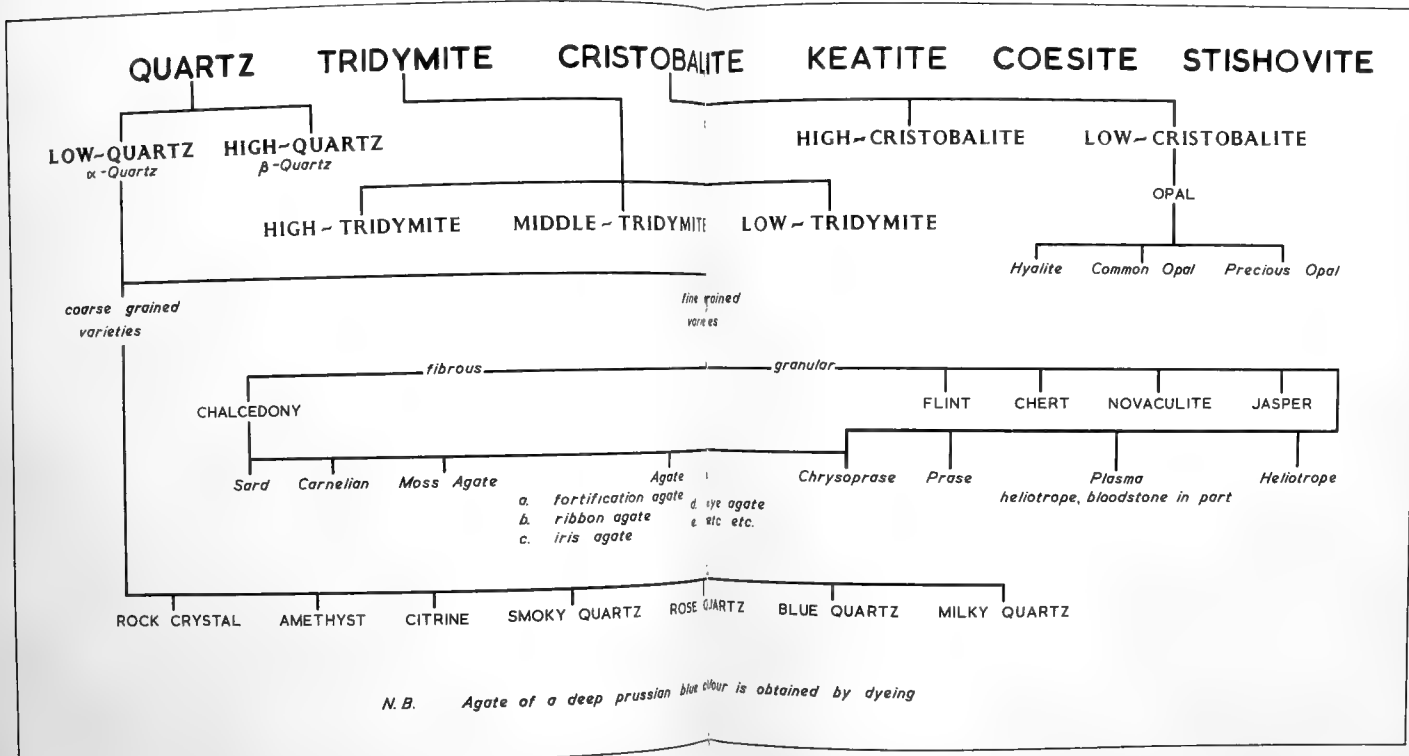 QUARTZ TRIDYMITE CRISTOBALITE KEATITE COESITE STISHOVITE
LOW~QUARTZ HIGH~QUARTZ HIGH~CRISTOBALITE LOW~CRISTOBALITE
α-Quartz β-Quartz
OPAL
HIGH~TRIDYMITE MIDDLE~TRIDYMITE LOW~TRIDYMITE
Hyalite Common Opal Precious Opal
coarse grained
varieties
fine
fibrous granular
CHALCEDONY FLINT CHERT NOVACULITE JASPER
Sard Carnelian Moss Agate Agate Chrysoprase Prase Plasma Heliotrope
heliotrope, bloodstone in part
a. fortification agate d. eye agate
b. ribbon agate e. etc etc.
c. iris agate
ROCK CRYSTAL AMETHYST CITRINE SMOKY QUARTZ ROSE QUARTZ BLUE QUARTZ MILKY QUARTZ
N.B. Agate of a deep prussian blue colour is obtained by dyeing